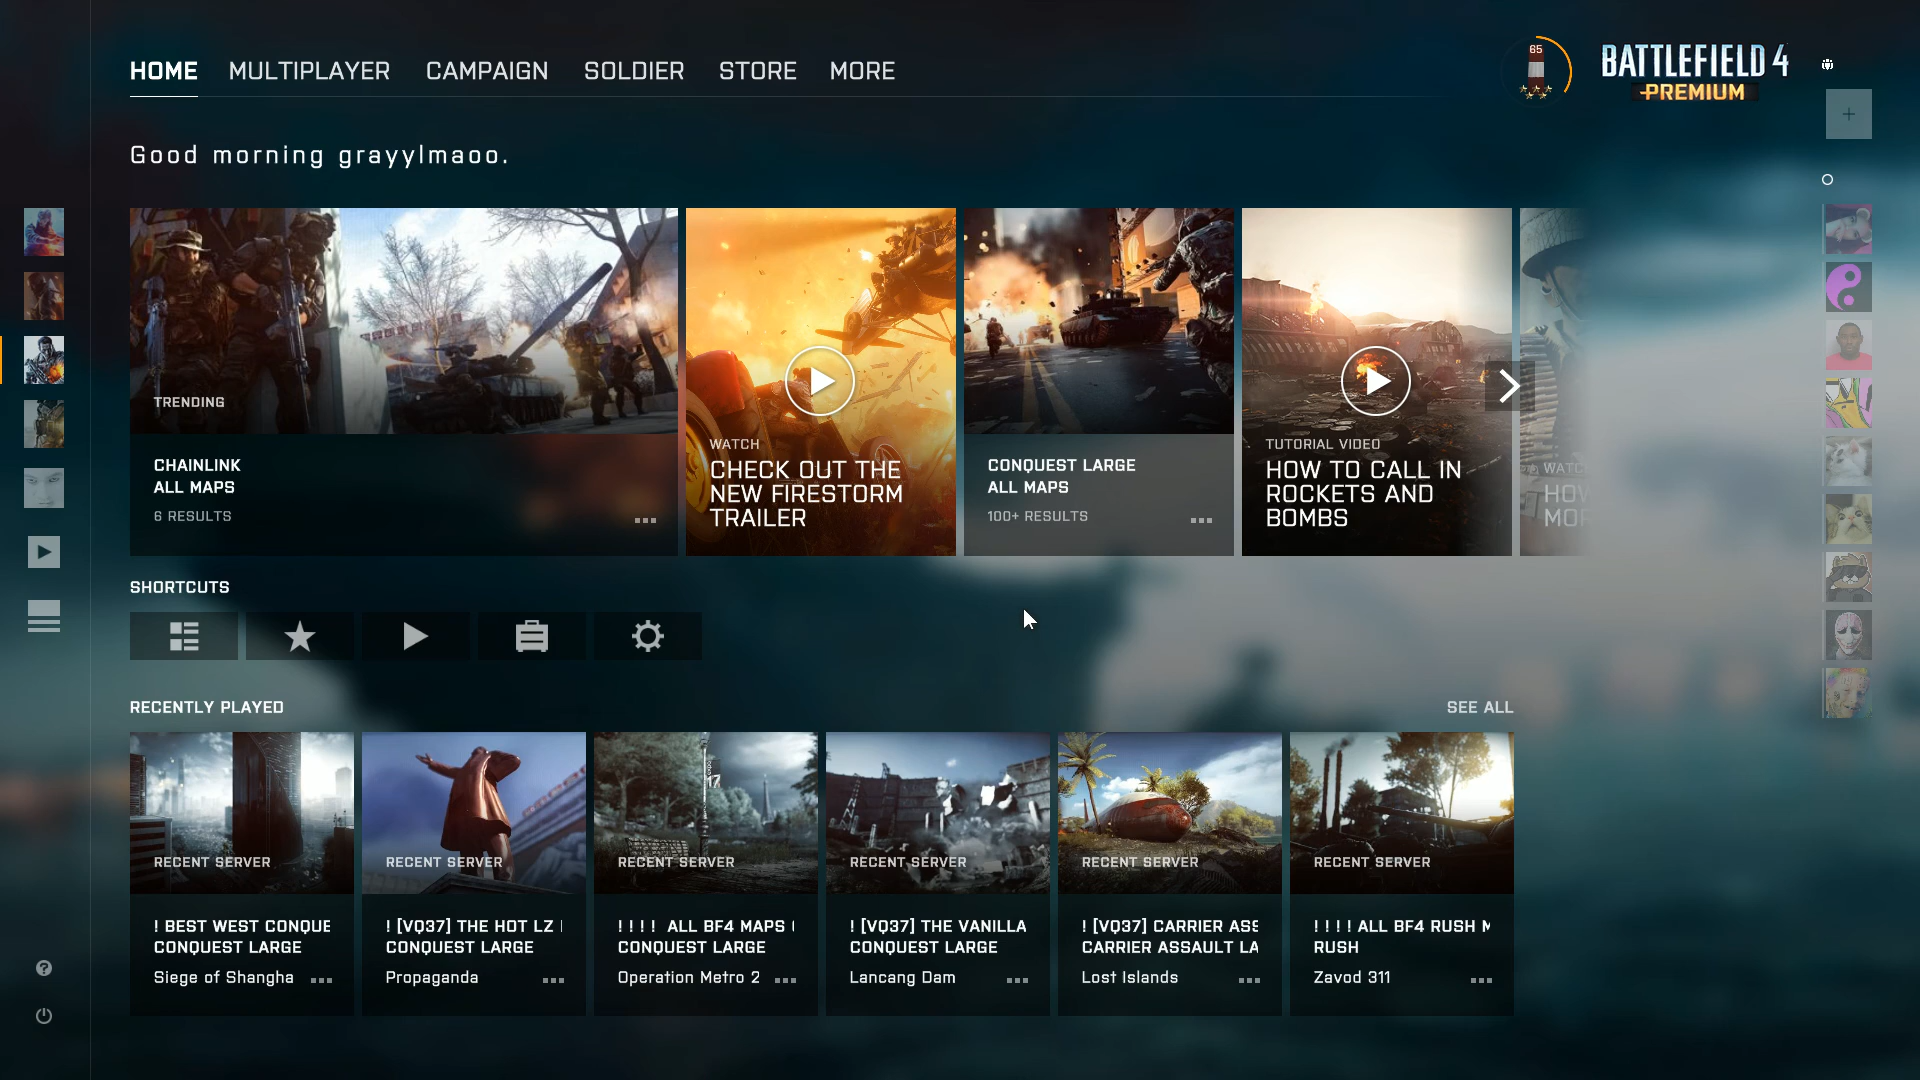 HOME MULTIPLAYER CAMPAIGN SOLDIER STORE MORE
65
BATTLEFIELD 4
PREMIUM
Good morning grayylmaoo.
TRENDING
CHAINLINK
ALL MAPS
6 RESULTS
WATCH
CHECK OUT THE
NEW FIRESTORM
TRAILER
CONQUEST LARGE
ALL MAPS
100+ RESULTS
TUTORIAL VIDEO
HOW TO CALL IN
ROCKETS AND
BOMBS
WATC
HOW
MOR
SHORTCUTS
RECENTLY PLAYED
SEE ALL
RECENT SERVER
! BEST WEST CONQUE
CONQUEST LARGE
Siege of Shangha
RECENT SERVER
! [VQ37] THE HOT LZ
CONQUEST LARGE
Propaganda
RECENT SERVER
! ! ! ! ALL BF4 MAPS
CONQUEST LARGE
Operation Metro 2
RECENT SERVER
! [VQ37] THE VANILLA
CONQUEST LARGE
Lancang Dam
RECENT SERVER
! [VQ37] CARRIER ASS
CARRIER ASSAULT LA
Lost Islands
RECENT SERVER
! ! ! ! ALL BF4 RUSH M
RUSH
Zavod 311